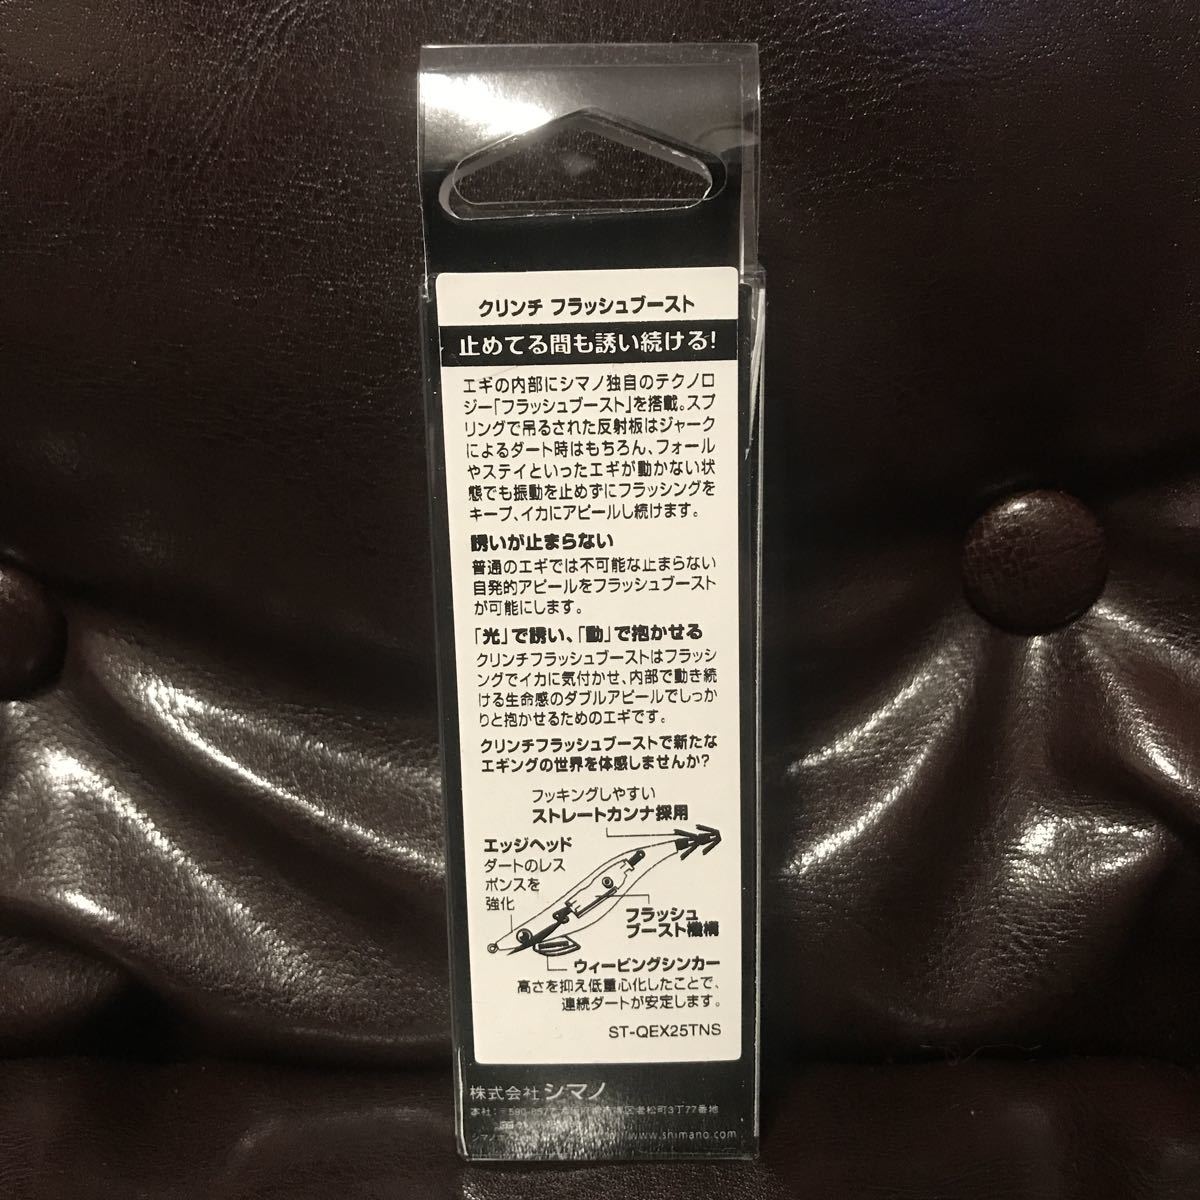 クリンチ フラッシュブースト
止めてる間も誘い続ける!
エギの内部にシマノ独自のテクノロ
ジー「フラッシュブースト」を搭載。スプ
リングで吊るされた反射板はジャーク
によるダート時はもちろん、フォール
やステイといったエギが動かない状
態でも振動を止めずにフラッシングを
キープ、イカにアピールし続けます。
誘いが止まらない
普通のエギでは不可能な止まらない
自発的アピールをフラッシュブースト
が可能にします。
「光」で誘い、「動」で抱かせる
クリンチフラッシュブーストはフラッシ
ングでイカに気付かせ、内部で動き続
ける生命感のダブルアピールでしっか
りと抱かせるためのエギです。
クリンチフラッシュブーストで新たな
エギングの世界を体感しませんか?
フッキングしやすい
ストレートカンナ採用
エッジヘッド
ダートのレス
ポンスを
強化
フラッシュ
ブースト機構
ウィーピングシンカー
高さを抑え低重心化したことで、
連続ダートが安定します。
ST-QEX25TNS
株式会社 シマノ
本社:〒590-8577 区老松町3丁77番地
シマノ www.shimano.com